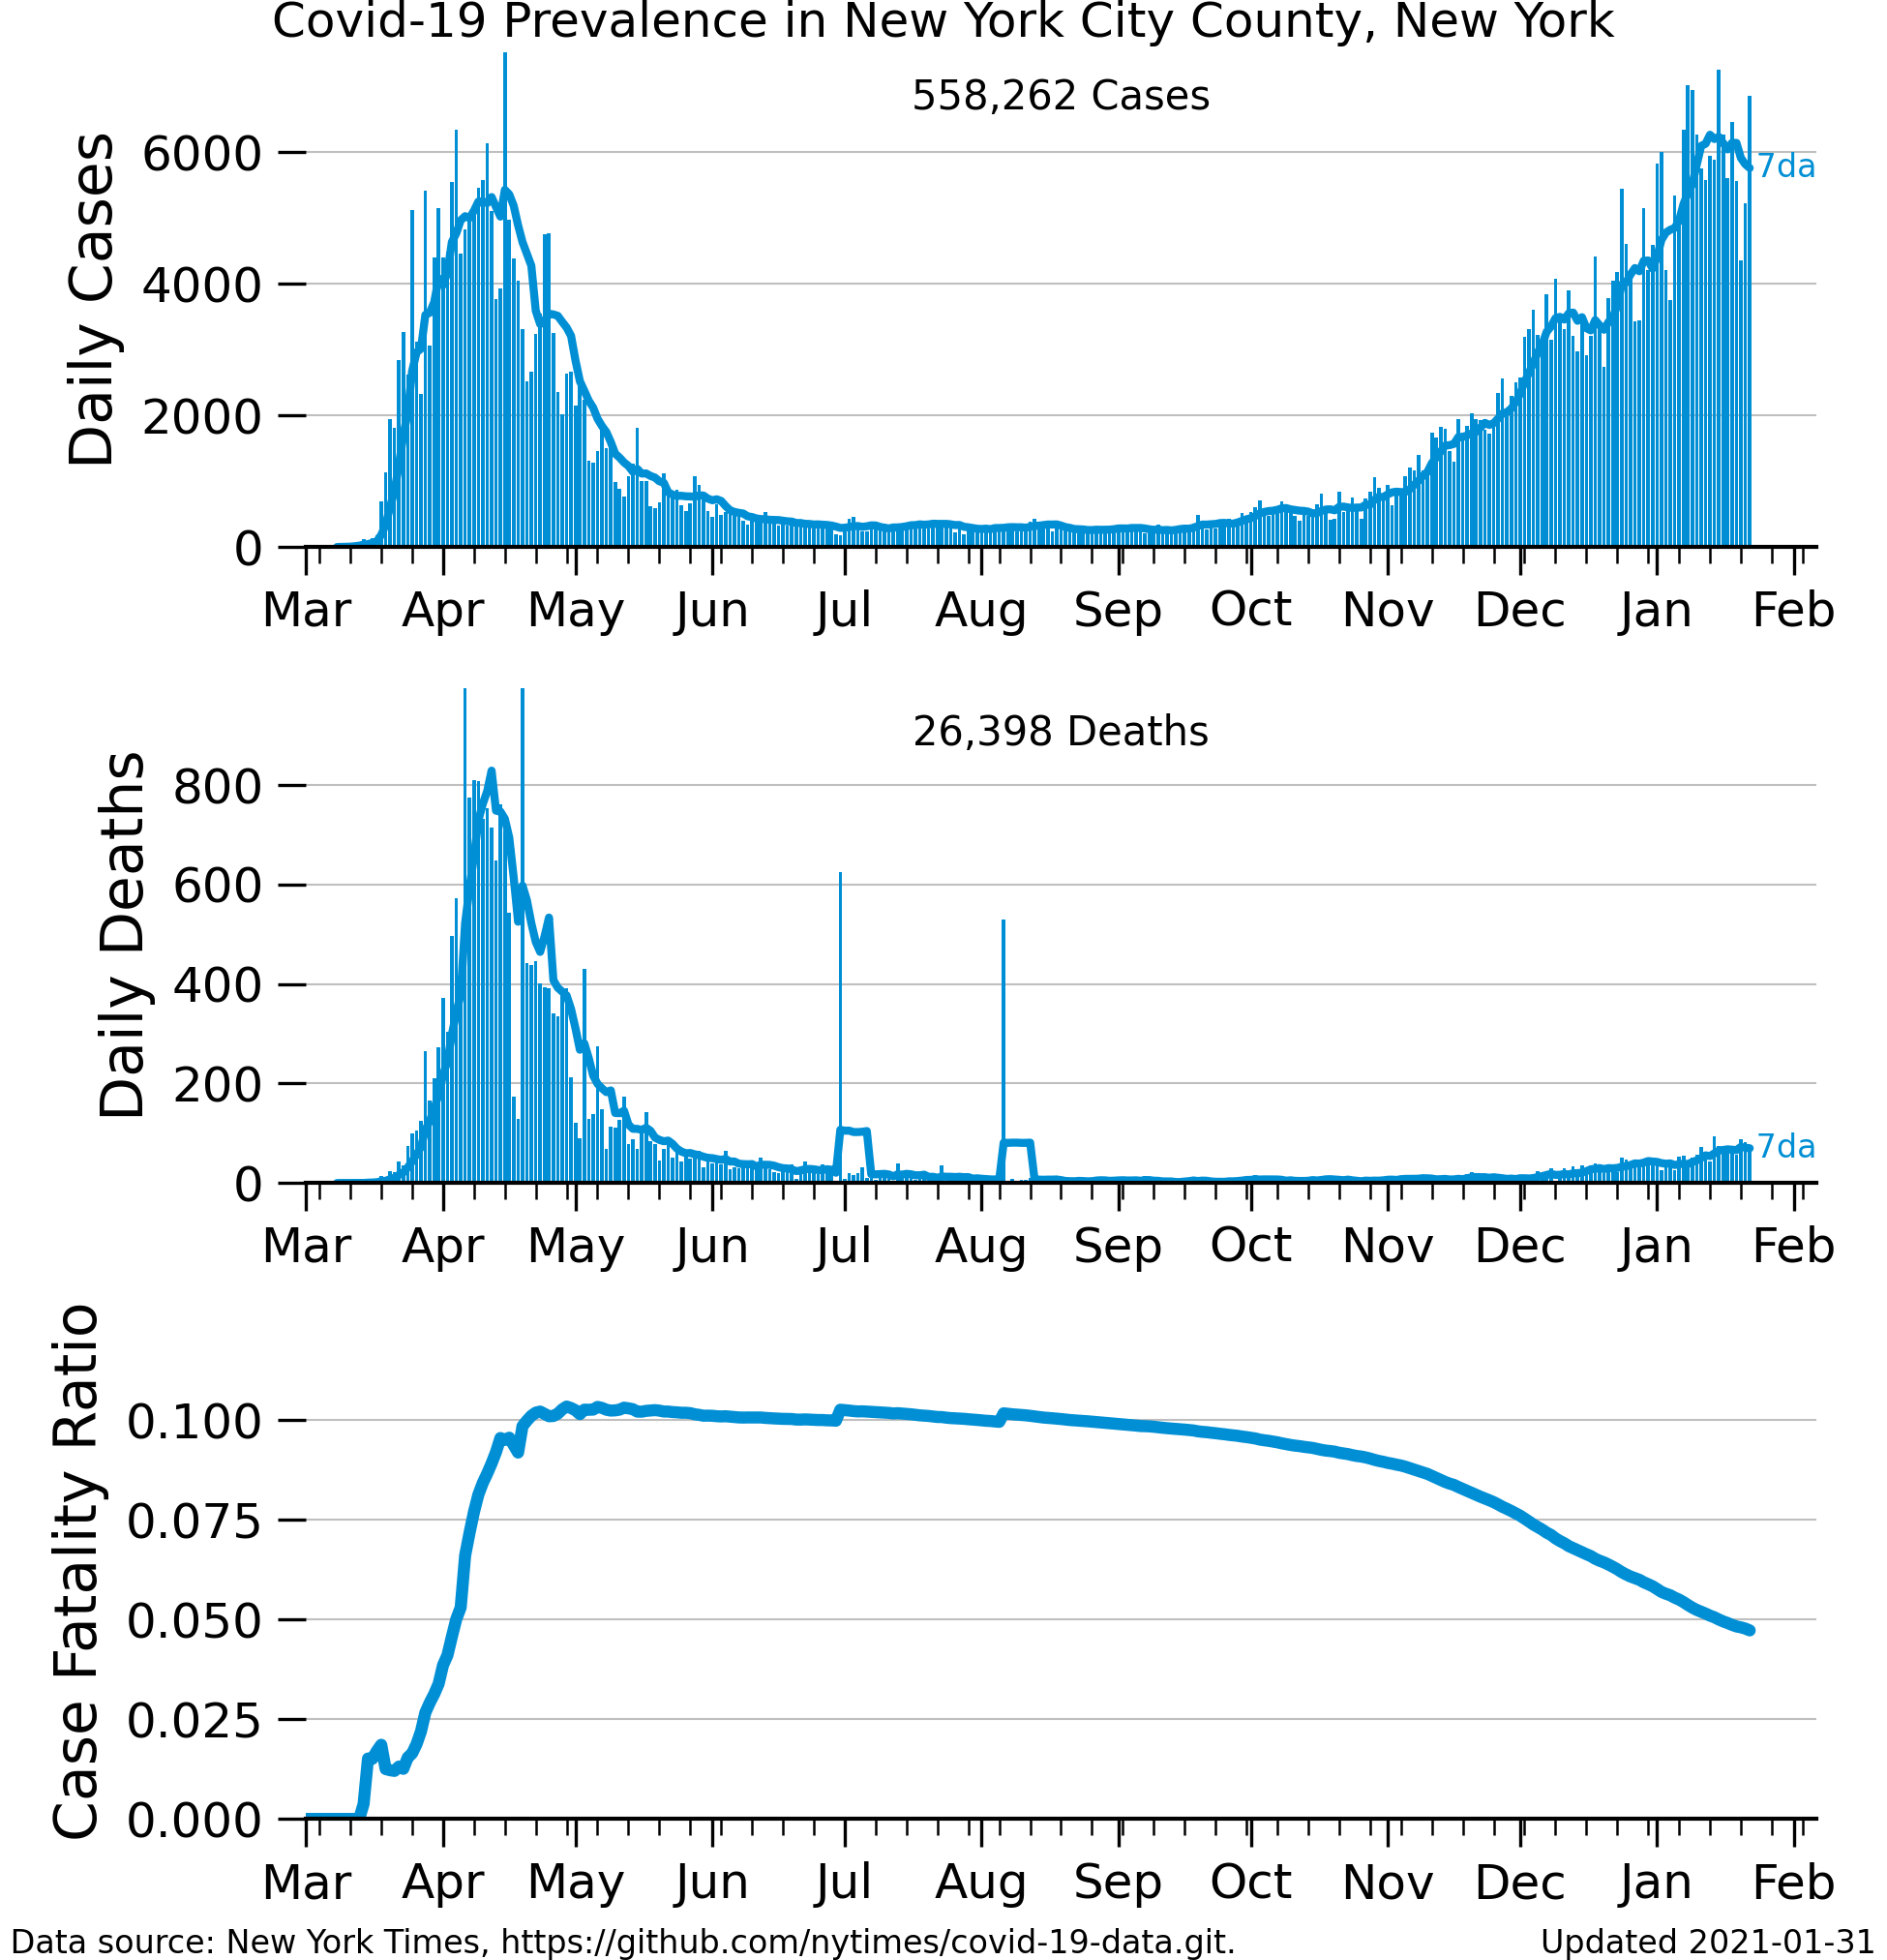 Covid-19 Prevalence in New York City County, New York
558,262 Cases
Daily Cases
6000
4000
2000
0
7da
Mar Apr May Jun Jul Aug Sep Oct Nov Dec Jan Feb
26,398 Deaths
Daily Deaths
800
600
400
200
0
7da
Mar Apr May Jun Jul Aug Sep Oct Nov Dec Jan Feb
Case Fatality Ratio
0.100
0.075
0.050
0.025
0.000
Mar Apr May Jun Jul Aug Sep Oct Nov Dec Jan Feb
Data source: New York Times, https://github.com/nytimes/covid-19-data.git.
Updated 2021-01-31